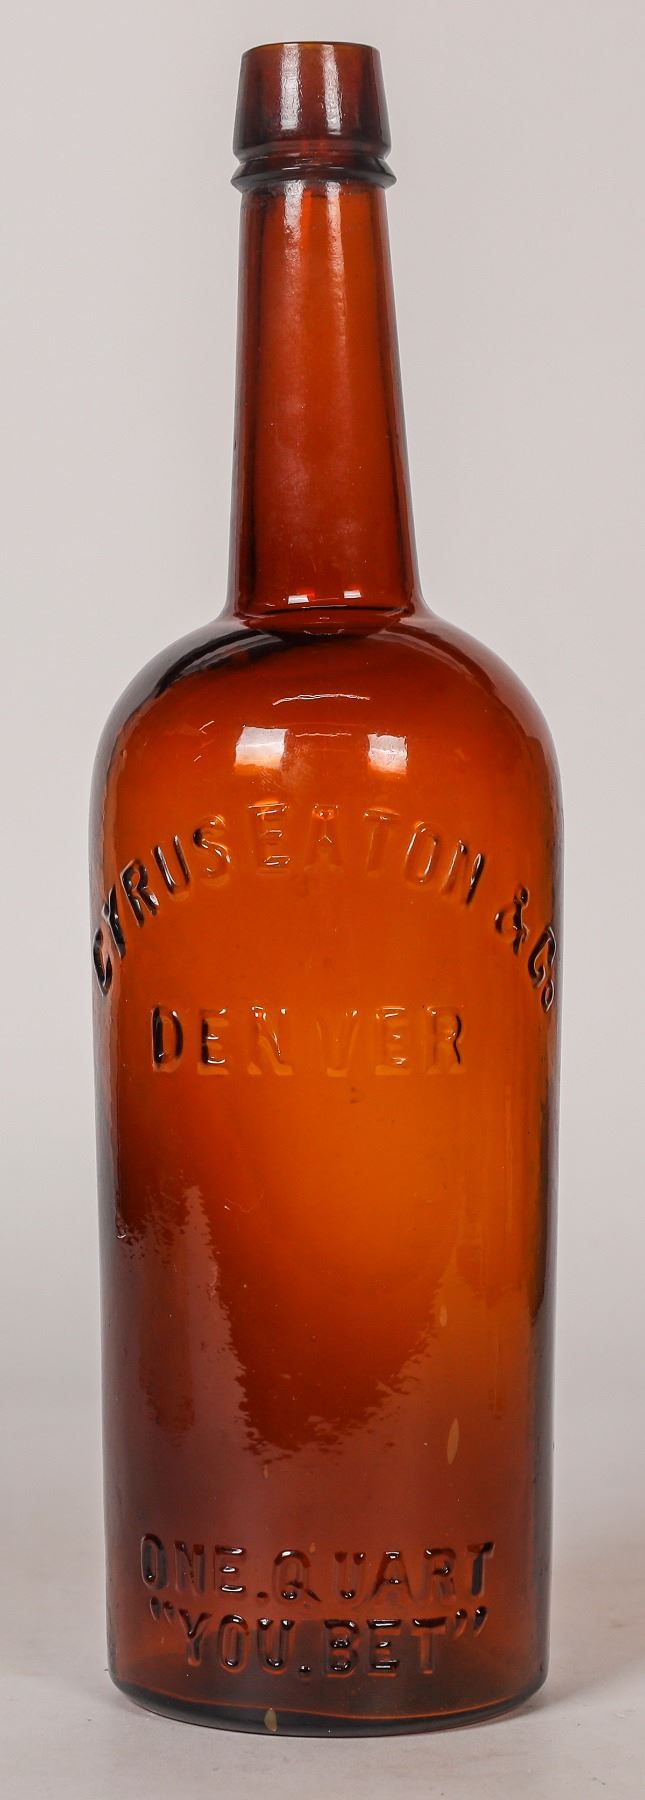 CYRUS EATON & Co
DENVER
ONE.QUART
"YOU.BET"